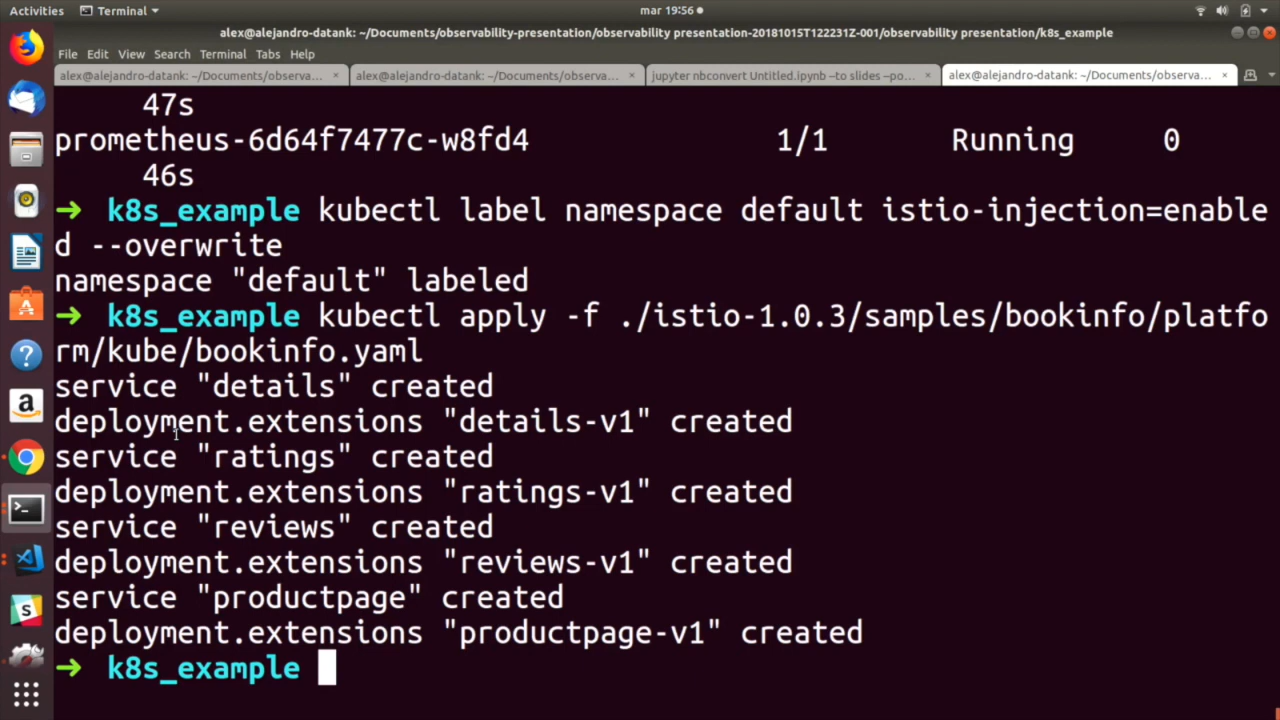 Activities
Terminal
mar 19:56
alex@alejandro-datank: ~/Documents/observability-presentation/observability presentation-20181015T122231Z-001/observability presentation/k8s_example
File Edit View Search Terminal Tabs Help
alex@alejandro-datank: ~/Documents/observa... × alex@alejandro-datank: ~/Documents/observa... × jupyter nbconvert Untitled.ipynb --to slides --po... × alex@alejandro-datank: ~/Documents/observa... ×
47s
prometheus-6d64f7477c-w8fd4 1/1 Running 0
46s
➜ k8s_example kubectl label namespace default istio-injection=enable
d --overwrite
namespace "default" labeled
➜ k8s_example kubectl apply -f ./istio-1.0.3/samples/bookinfo/platfo
rm/kube/bookinfo.yaml
service "details" created
deployment.extensions "details-v1" created
service "ratings" created
deployment.extensions "ratings-v1" created
service "reviews" created
deployment.extensions "reviews-v1" created
service "productpage" created
deployment.extensions "productpage-v1" created
➜ k8s_example